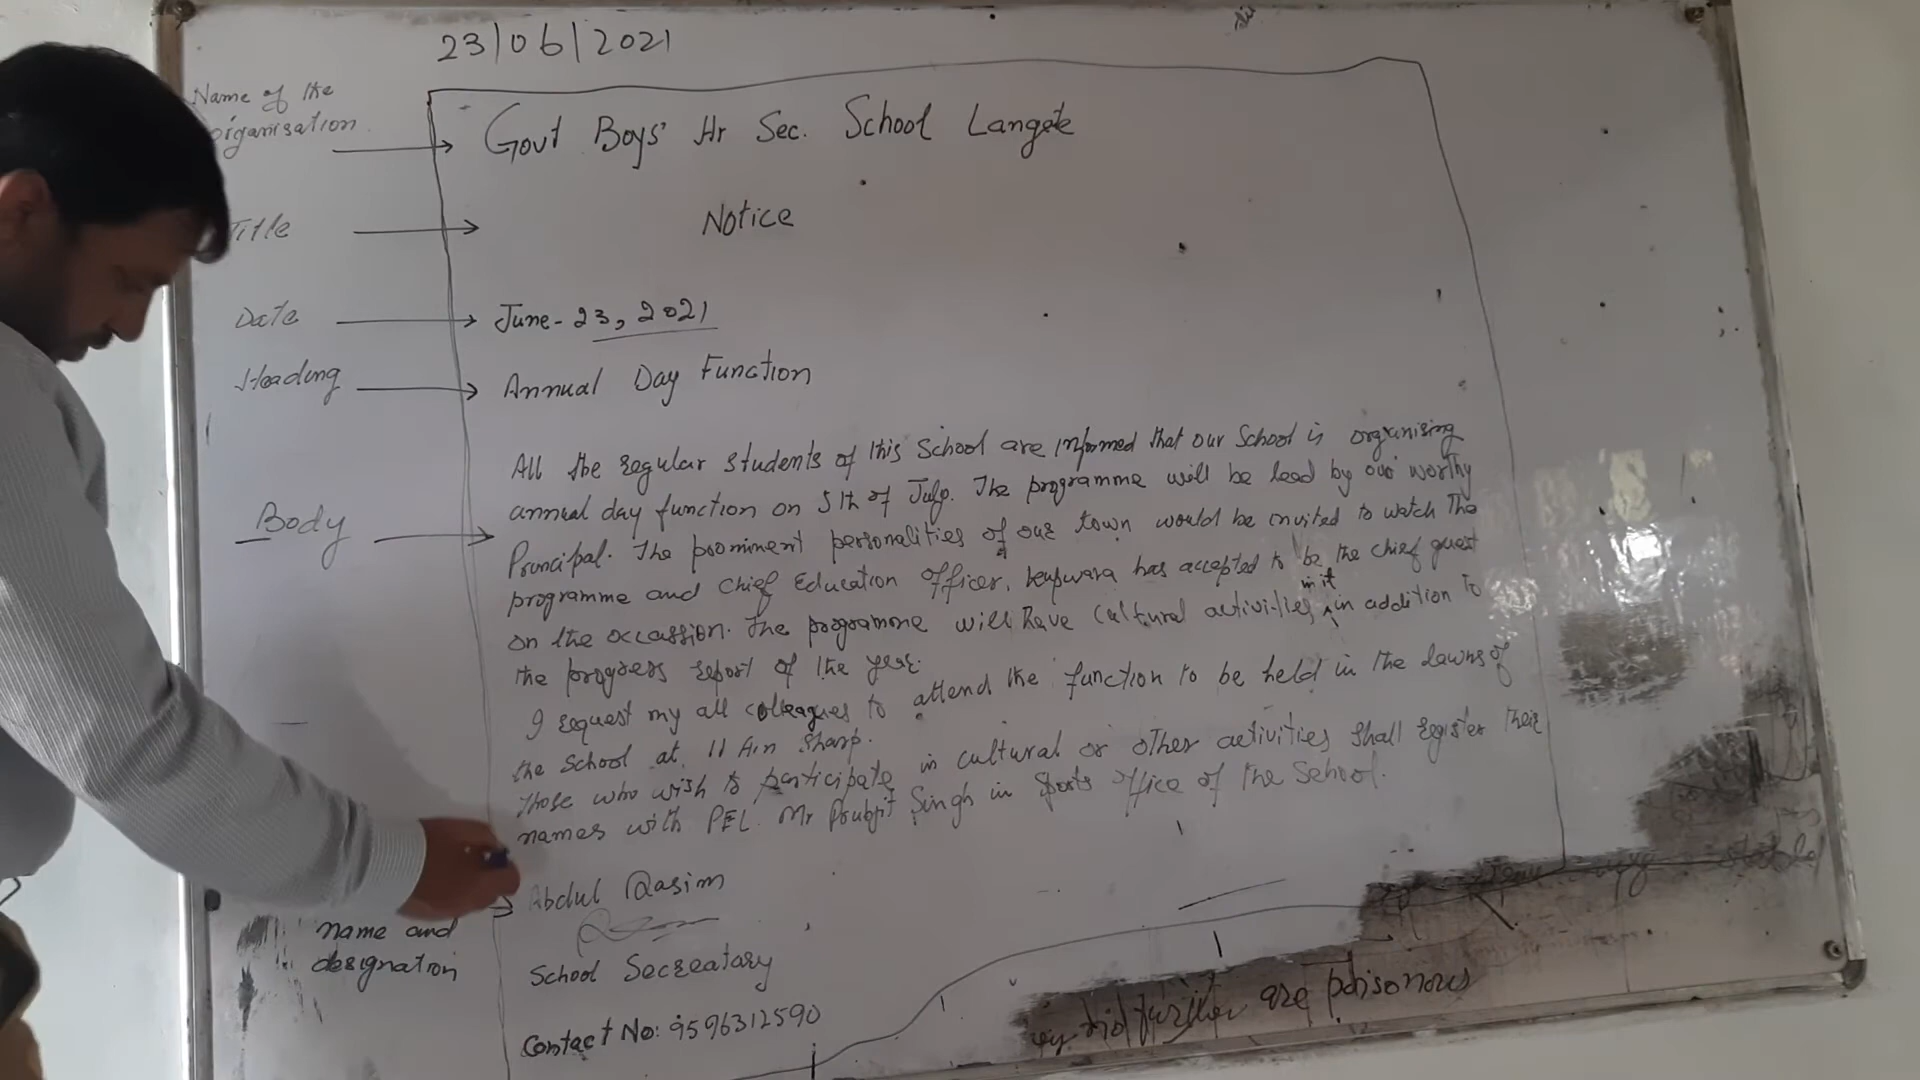 23/06/2021
Name of the
organisation
Govt Boys' Hr Sec. School Langate
Title
Notice
Date
June-23, 2021
Heading
Annual Day Function
Body
All the regular students of this School are informed that our School is organising
annual day function on 5th of July. The programme will be lead by our worthy
Principal. The prominent personalities of our town would be invited to watch the
programme and Chief Education Officer, kupwara has accepted to be the chief guest
on the occassion. The programme will have cultural activities in it in addition to
the progress report of the year.
I request my all colleagues to attend the function to be held in the lawns of
the School at 11 Am Sharp.
Those who wish to participate in cultural or other activities shall register their
names with PEL. Mr Singh in Sports office of the School.
Abdul Qasim
name and
designation
School Secreatary
Contact No: 9596312590
are poisonous